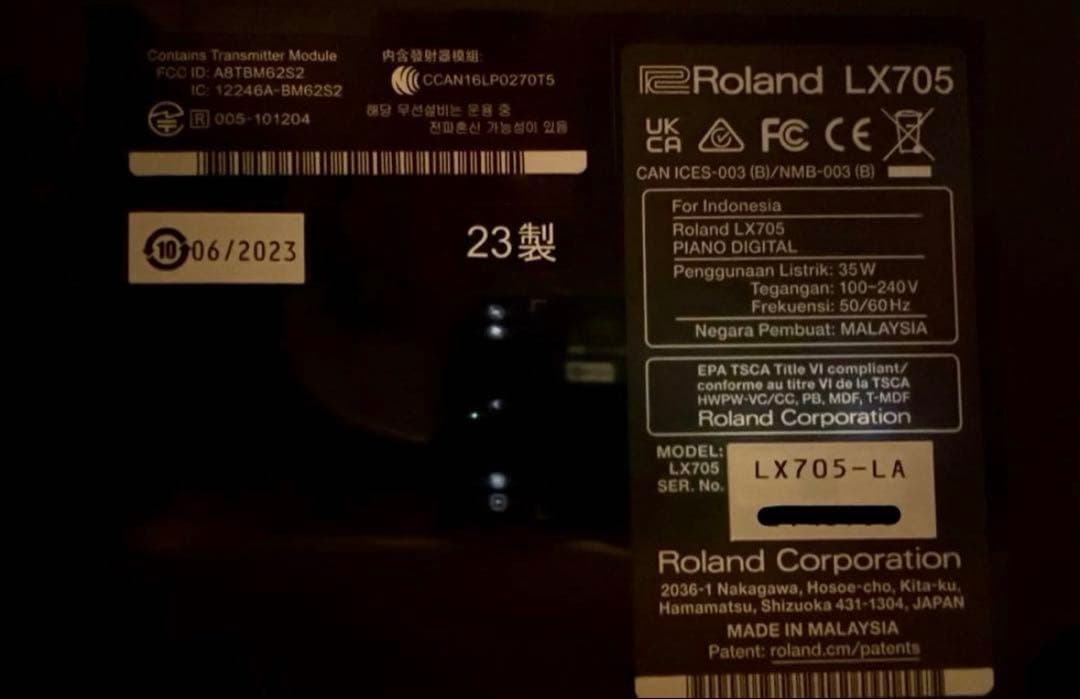 Contains Transmitter Module
FCC ID: A8TBM62S2
IC: 12246A-BM62S2
R 005-101204
內含發射器模組:
CCAN16LP0270T5
해당 무선설비는 운용 중
전파혼신 가능성이 있음
10 06/2023
23製
Roland LX705
UK
CA
FC CE
CAN ICES-003 (B)/NMB-003 (B)
For Indonesia
Roland LX705
PIANO DIGITAL
Penggunaan Listrik: 35W
Tegangan: 100-240V
Frekuensi: 50/60Hz
Negara Pembuat: MALAYSIA
EPA TSCA Title VI compliant/
conforme au titre VI de la TSCA
HWPW-VC/CC, PB, MDF, T-MDF
Roland Corporation
MODEL:
LX705
SER. No.
LX705-LA
Roland Corporation
2036-1 Nakagawa, Hosoe-cho, Kita-ku,
Hamamatsu, Shizuoka 431-1304, JAPAN
MADE IN MALAYSIA
Patent: roland.cm/patents